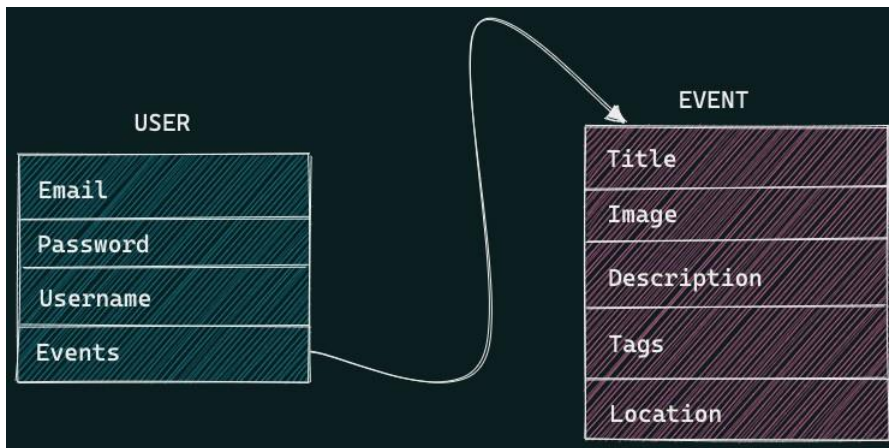 USER
Email
Password
Username
Events
EVENT
Title
Image
Description
Tags
Location